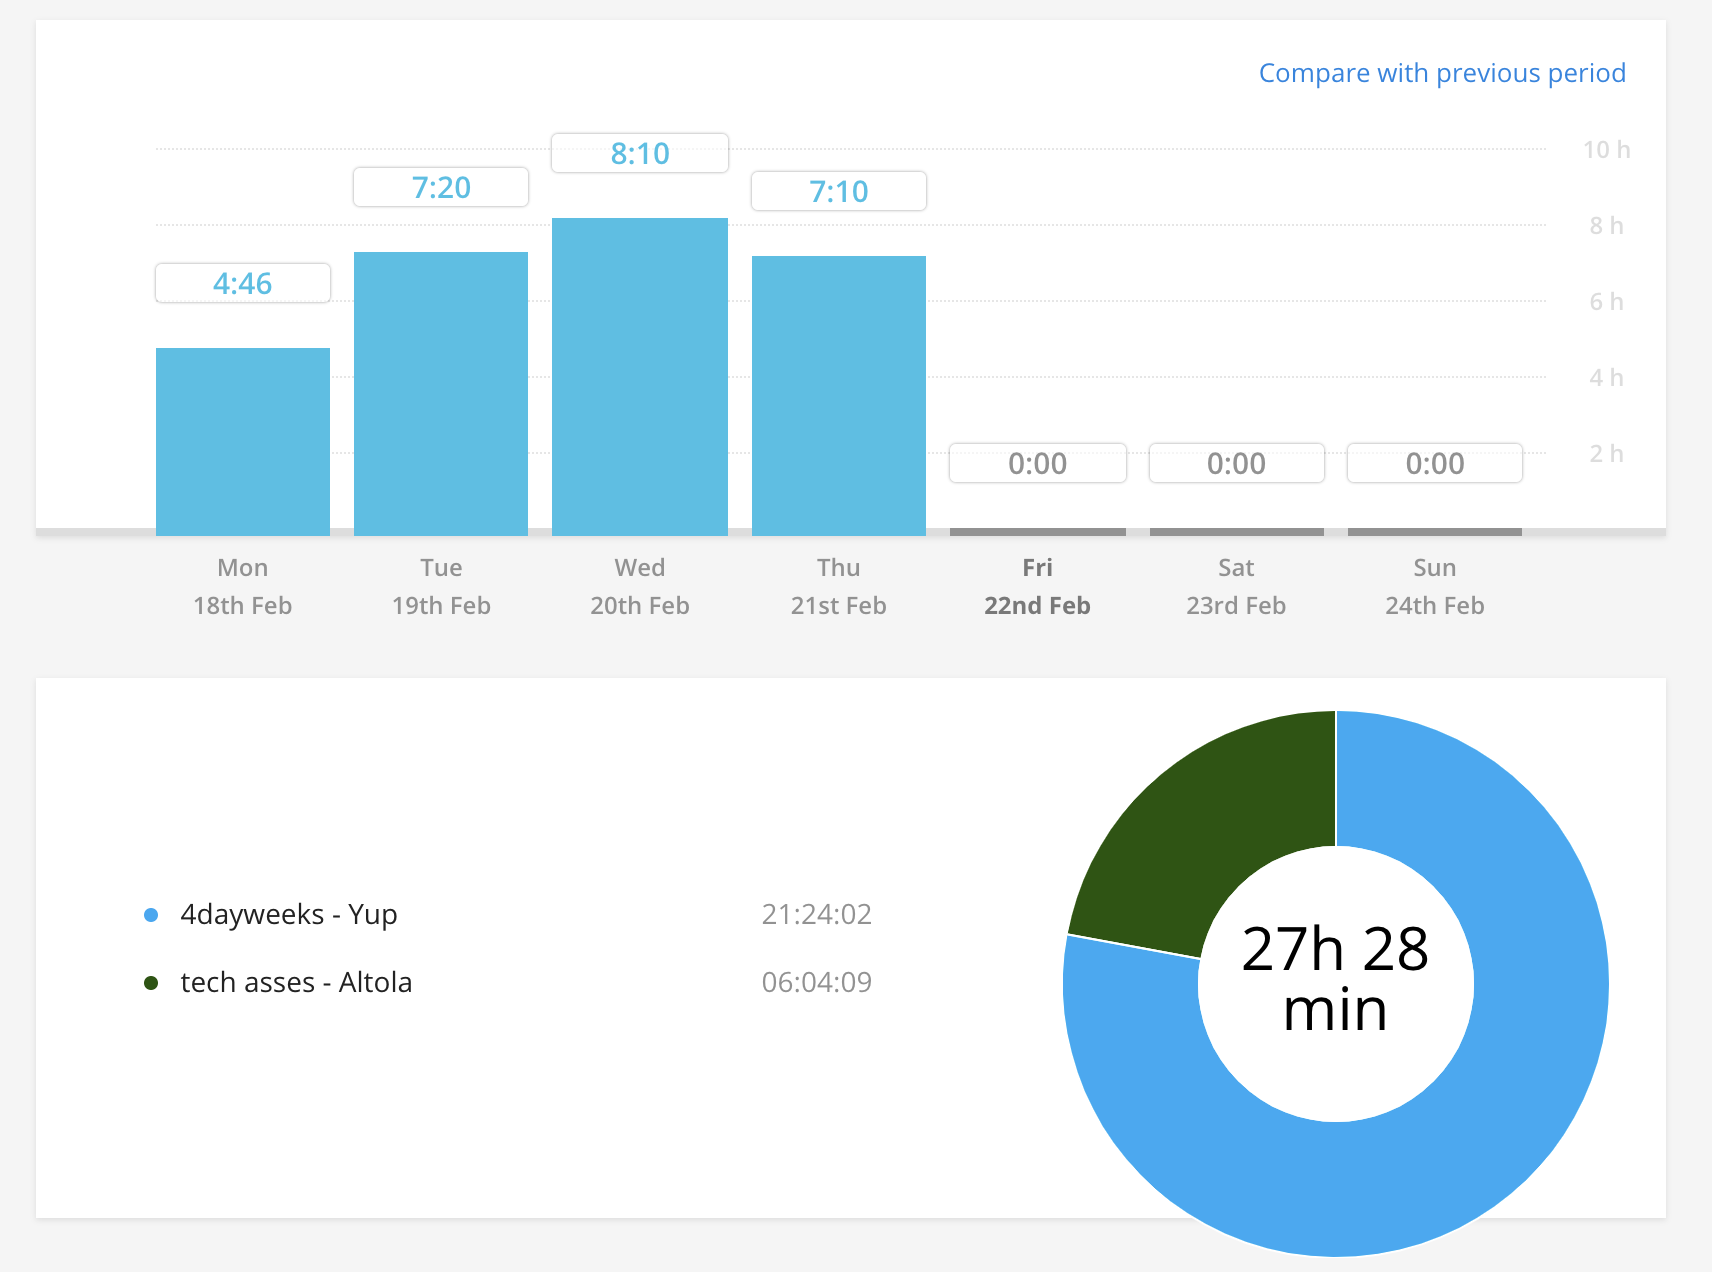 Compare with previous period
10 h
8:10
7:20
7:10
8 h
4:46
6 h
4 h
2 h
0:00 0:00 0:00
Mon Tue Wed Thu Fri Sat Sun
18th Feb 19th Feb 20th Feb 21st Feb 22nd Feb 23rd Feb 24th Feb
4dayweeks - Yup 21:24:02
tech asses - Altola 06:04:09
27h 28
min